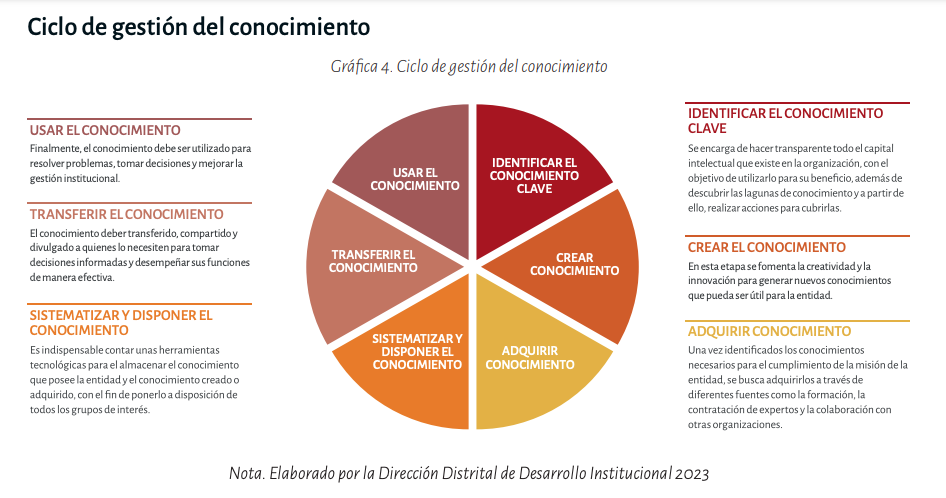 Ciclo de gestión del conocimiento
Gráfica 4. Ciclo de gestión del conocimiento
USAR EL CONOCIMIENTO
Finalmente, el conocimiento debe ser utilizado para
resolver problemas, tomar decisiones y mejorar la
gestión institucional.
TRANSFERIR EL CONOCIMIENTO
El conocimiento deber transferido, compartido y
divulgado a quienes lo necesiten para tomar
decisiones informadas y desempeñar sus funciones
de manera efectiva.
SISTEMATIZAR Y DISPONER EL
CONOCIMIENTO
Es indispensable contar unas herramientas
tecnológicas para el almacenar el conocimiento
que posee la entidad y el conocimiento creado o
adquirido, con el fin de ponerlo a disposición de
todos los grupos de interés.
USAR EL
CONOCIMIENTO
IDENTIFICAR EL
CONOCIMIENTO
CLAVE
TRANSFERIR EL
CONOCIMIENTO
CREAR
CONOCIMIENTO
SISTEMATIZAR Y
DISPONER EL
CONOCIMIENTO
ADQUIRIR
CONOCIMIENTO
IDENTIFICAR EL CONOCIMIENTO
CLAVE
Se encarga de hacer transparente todo el capital
intelectual que existe en la organización, con el
objetivo de utilizarlo para su beneficio, además de
descubrir las lagunas de conocimiento y a partir de
ello, realizar acciones para cubrirlas.
CREAR EL CONOCIMIENTO
En esta etapa se fomenta la creatividad y la
innovación para generar nuevos conocimientos
que pueda ser útil para la entidad.
ADQUIRIR CONOCIMIENTO
Una vez identificados los conocimientos
necesarios para el cumplimiento de la misión de la
entidad, se busca adquirirlos a través de
diferentes fuentes como la formación, la
contratación de expertos y la colaboración con
otras organizaciones.
Nota. Elaborado por la Dirección Distrital de Desarrollo Institucional 2023